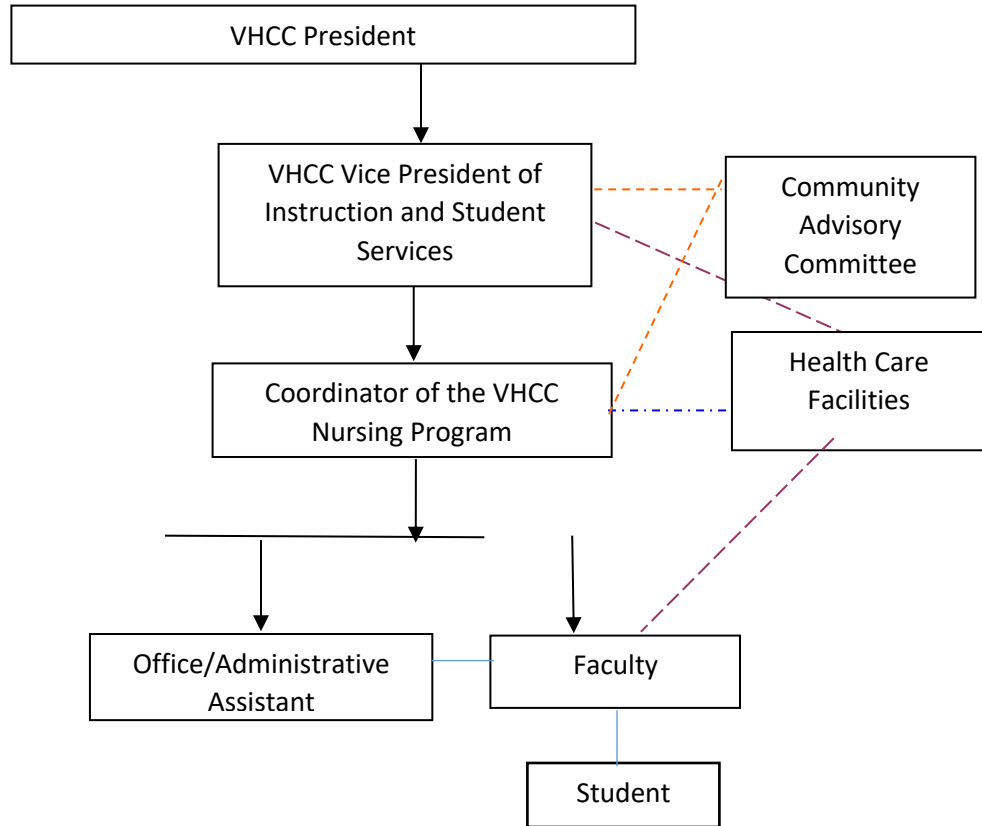 VHCC President
VHCC Vice President of
Instruction and Student
Services
Community
Advisory
Committee
Health Care
Facilities
Coordinator of the VHCC
Nursing Program
Office/Administrative
Assistant
Faculty
Student